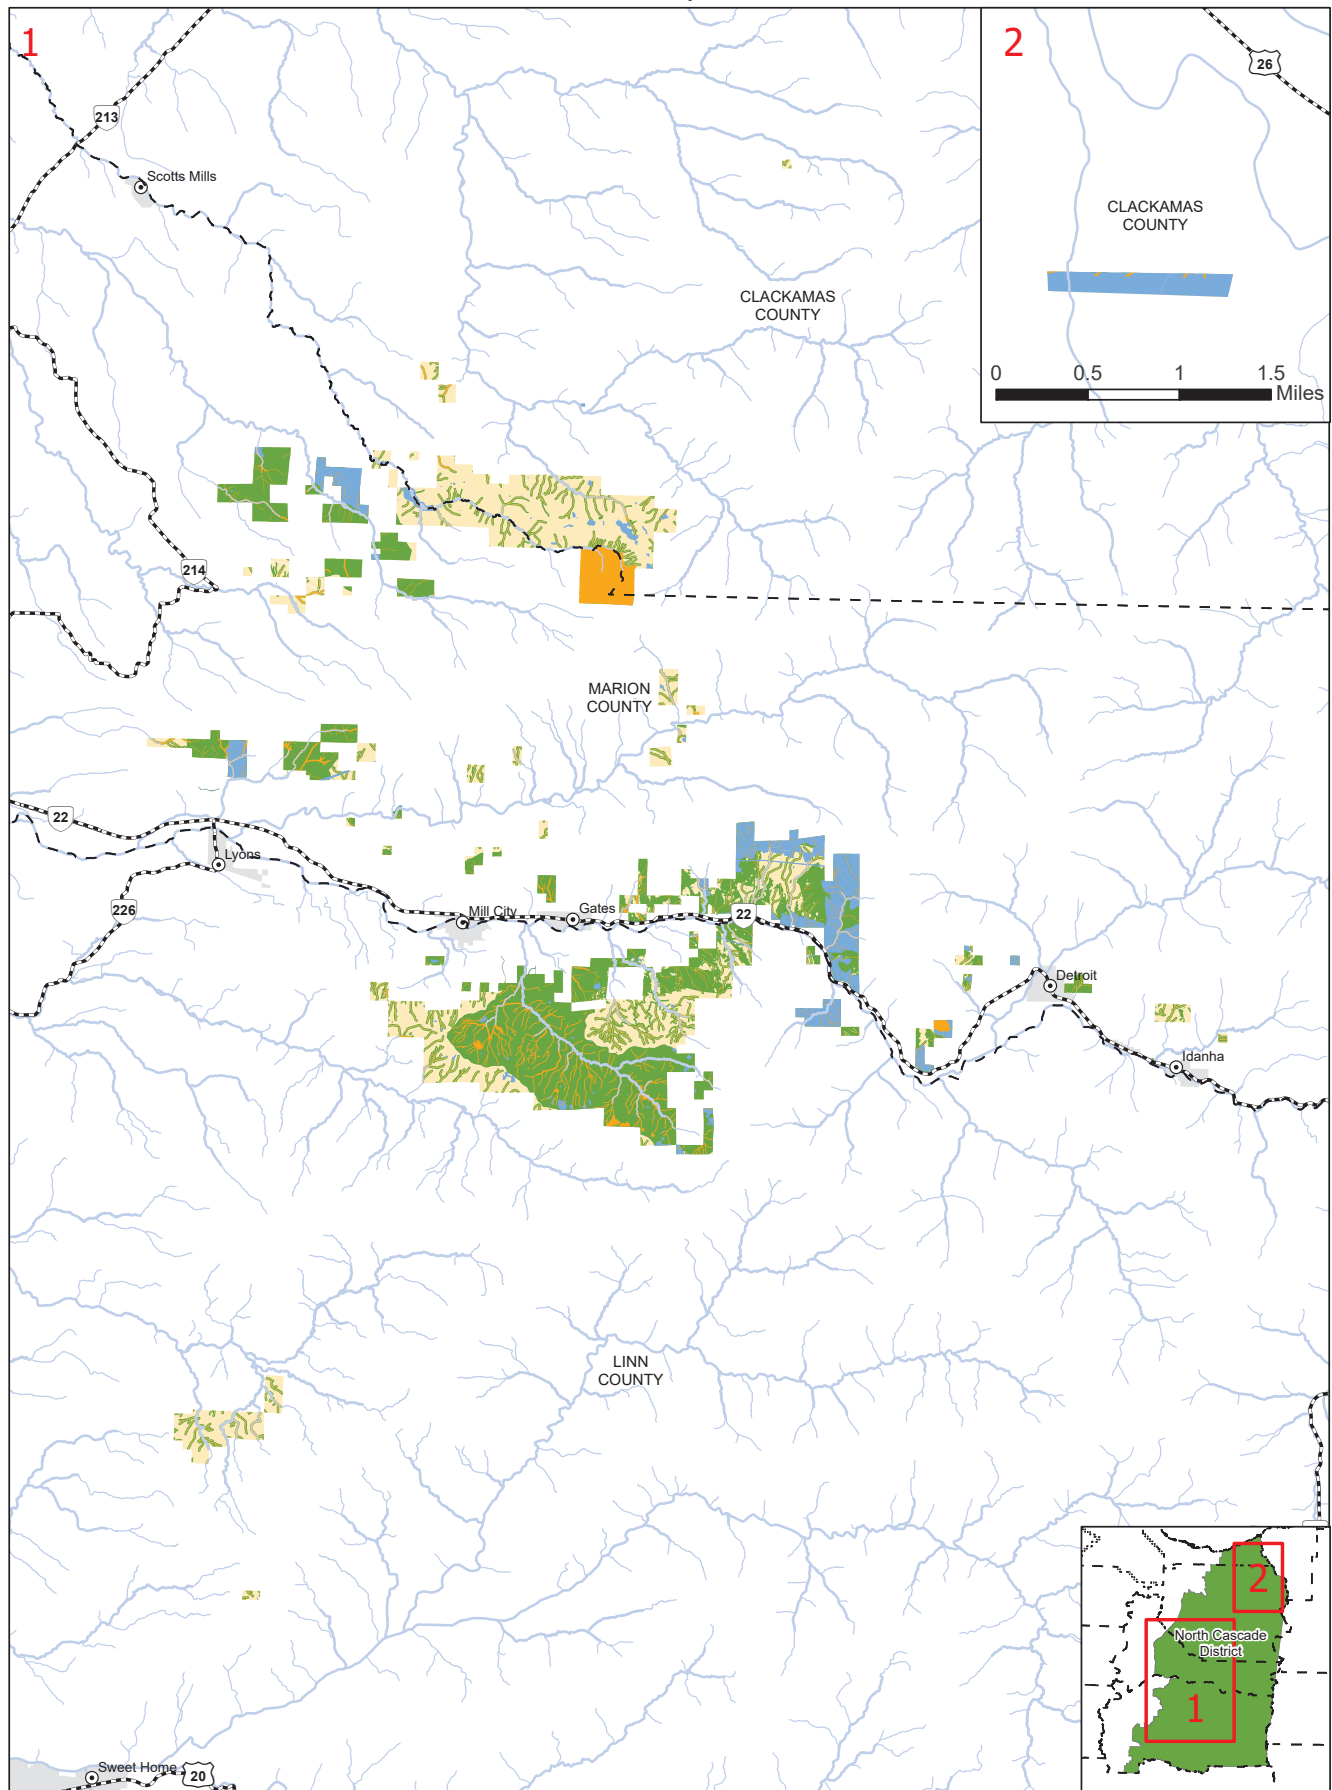 1
2
26
213
Scotts Mills
CLACKAMAS
COUNTY
CLACKAMAS
COUNTY
0 0.5 1 1.5
Miles
214
MARION
COUNTY
22
Lyons
226
Mill City
Gates
22
Detroit
Idanha
LINN
COUNTY
2
North Cascade
District
1
Sweet Home
20